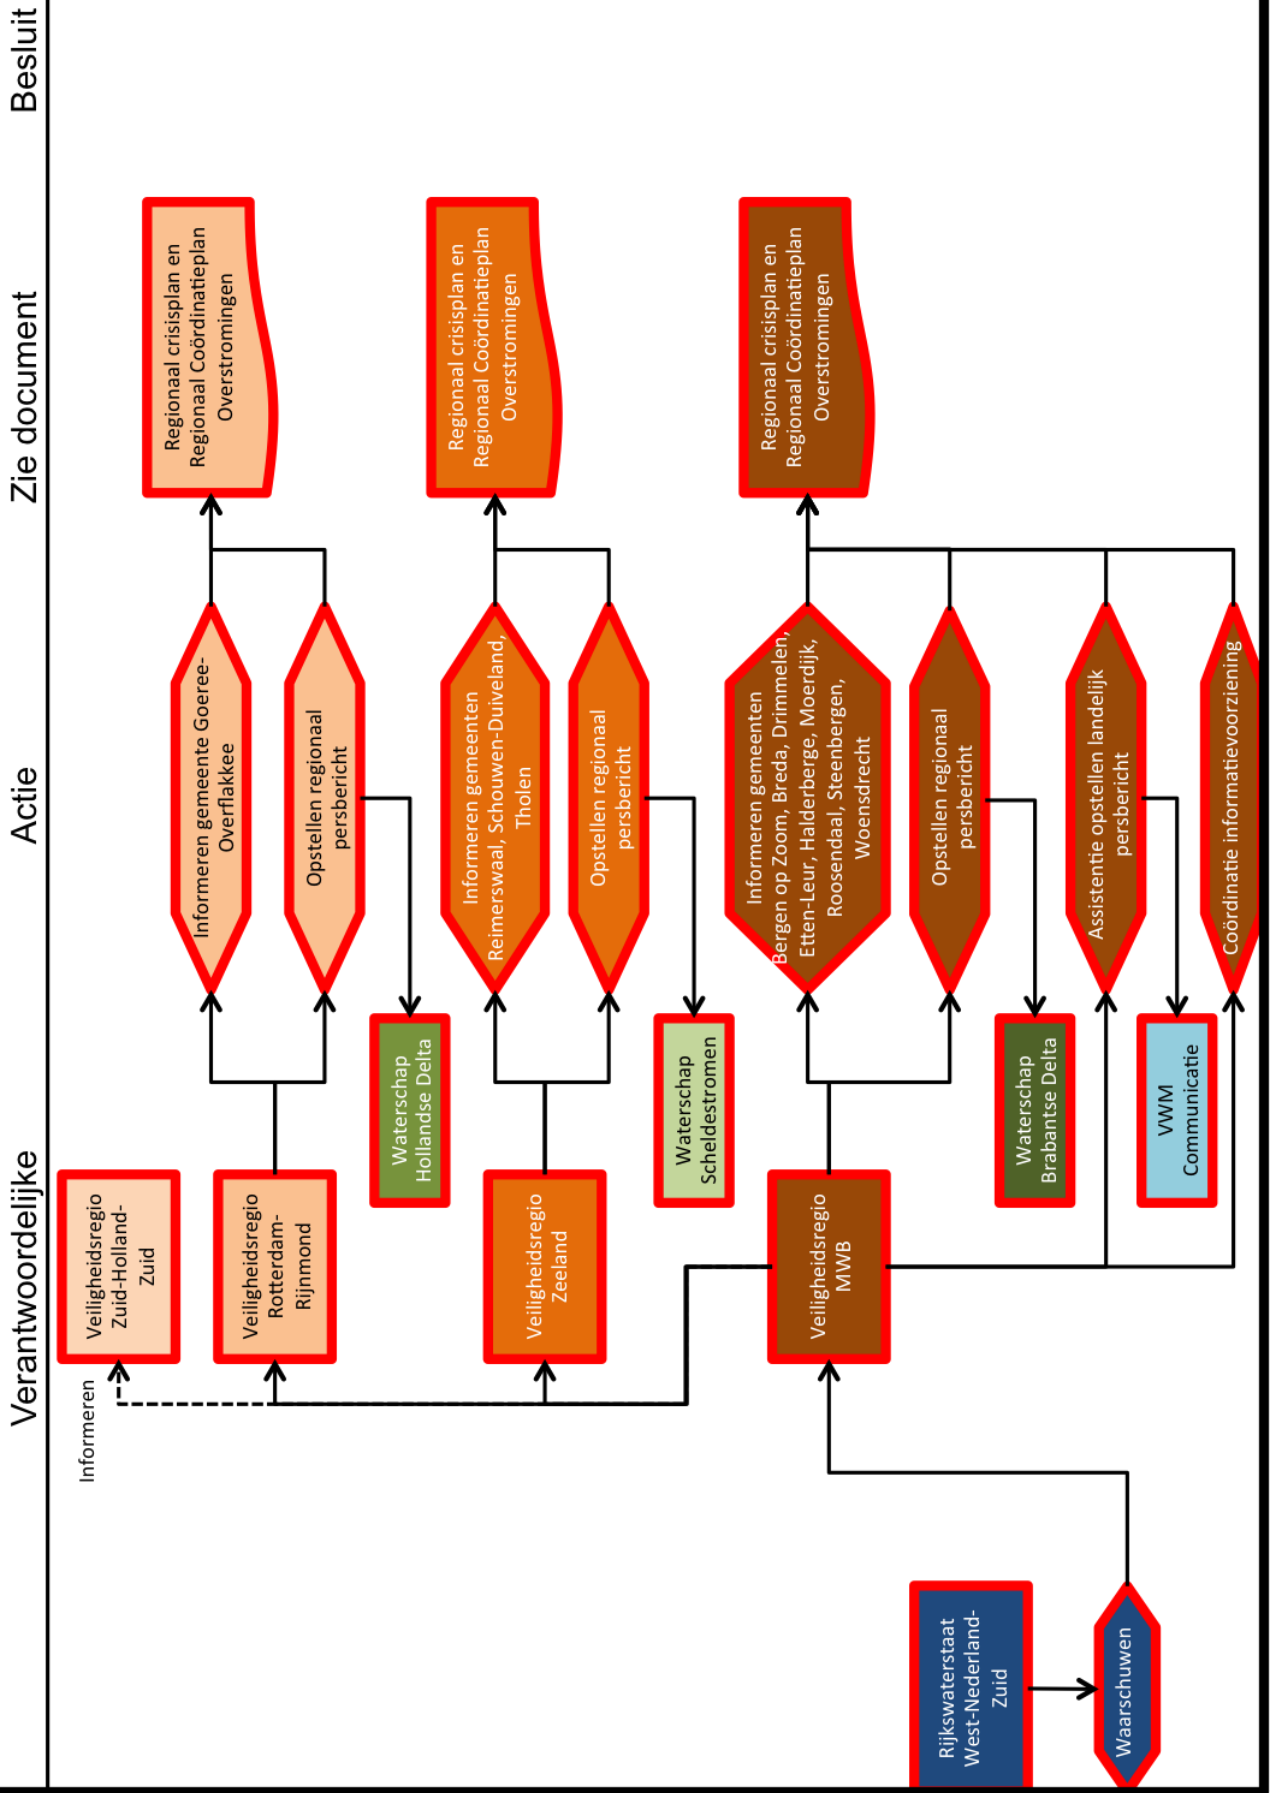 Verantwoordelijke
Actie
Zie document
Besluit
Informeren
Veiligheidsregio
Zuid-Holland-
Zuid
Veiligheidsregio
Rotterdam-
Rijnmond
Informeren gemeente Goeree-
Overflakkee
Regionaal crisisplan en
Regionaal Coördinatieplan
Overstromingen
Opstellen regionaal
persbericht
Waterschap
Hollandse Delta
Veiligheidsregio
Zeeland
Informeren gemeenten
Reimerswaal, Schouwen-Duiveland,
Tholen
Regionaal crisisplan en
Regionaal Coördinatieplan
Overstromingen
Opstellen regionaal
persbericht
Waterschap
Scheldestromen
Veiligheidsregio
MWB
Informeren gemeenten
Bergen op Zoom, Breda, Drimmelen,
Etten-Leur, Halderberge, Moerdijk,
Roosendaal, Steenbergen,
Woensdrecht
Regionaal crisisplan en
Regionaal Coördinatieplan
Overstromingen
Opstellen regionaal
persbericht
Waterschap
Brabantse Delta
Rijkswaterstaat
West-Nederland-
Zuid
Assistentie opstellen landelijk
persbericht
Waarschuwen
VWM
Communicatie
Coördinatie informatievoorziening